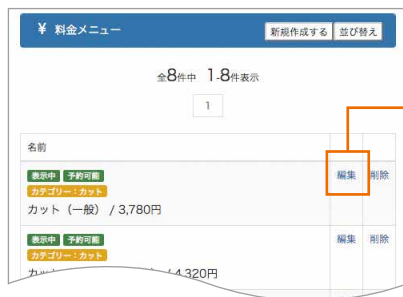 ¥ 料金メニュー 新規作成する 並び替え
全8件中 1-8件表示
1
名前
表示中 予約可能 編集 削除
カテゴリー：カット
カット（一般） / 3,780円
表示中 予約可能 編集 削除
カテゴリー：カット
/ 4,320円